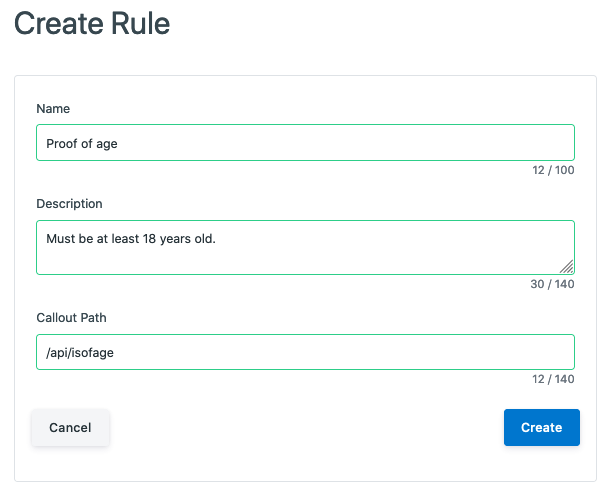 Create Rule
Name
Proof of age
12 / 100
Description
Must be at least 18 years old.
30 / 140
Callout Path
/api/isofage
12 / 140
Cancel
Create